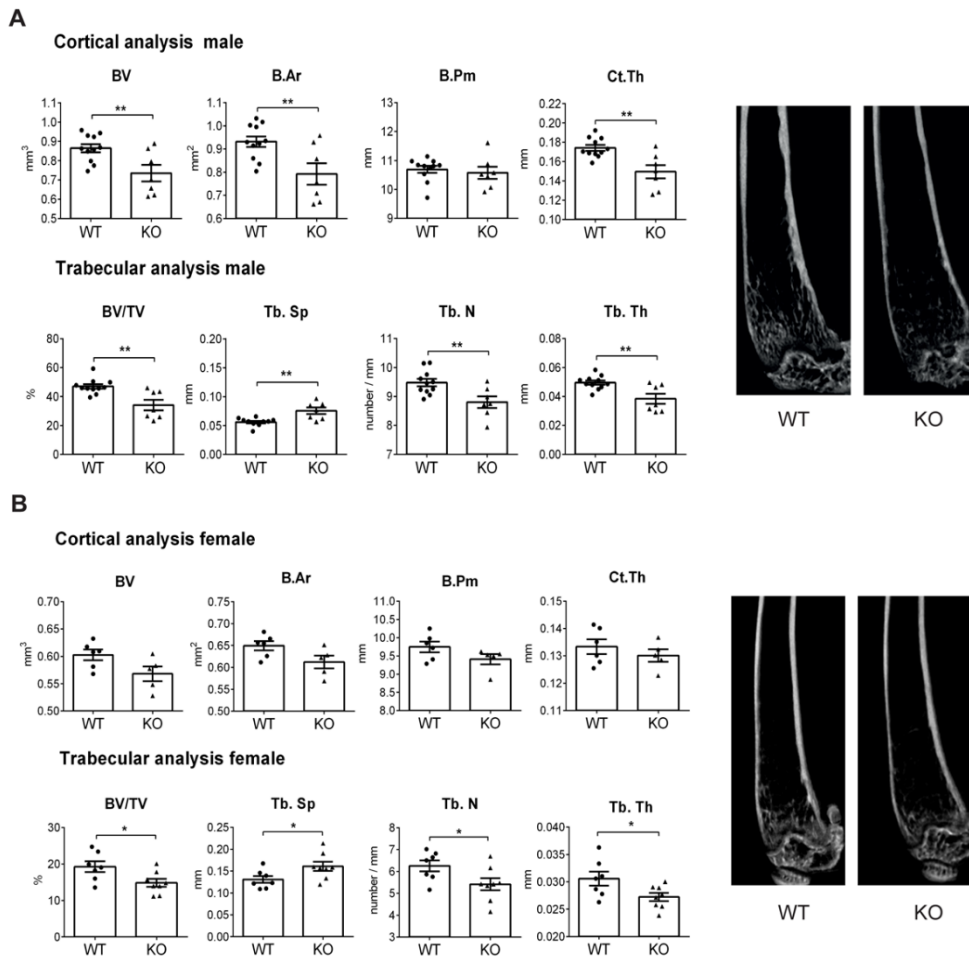 A
Cortical analysis male
BV
B.Ar
B.Pm
Ct.Th
1.1
1.0
0.9
0.8
0.7
0.6
0.5
mm³
**
WT
KO
1.1
1.0
0.9
0.8
0.7
0.6
mm²
**
WT
KO
13
12
11
10
9
mm
WT
KO
0.20
0.18
0.16
0.14
0.12
0.10
mm
**
WT
KO
Trabecular analysis male
BV/TV
Tb. Sp
Tb. N
Tb. Th
80
60
40
20
0
%
**
WT
KO
0.20
0.15
0.10
0.05
0.00
mm
**
WT
KO
11
10
9
8
7
6
number / mm
**
WT
KO
0.08
0.06
0.04
0.02
0.00
mm
**
WT
KO
WT
KO
B
Cortical analysis female
BV
B.Ar
B.Pm
Ct.Th
0.70
0.65
0.60
0.55
0.50
mm³
WT
KO
0.75
0.70
0.65
0.60
0.55
0.50
mm²
WT
KO
11.0
10.5
10.0
9.5
9.0
8.5
8.0
mm
WT
KO
0.15
0.14
0.13
0.12
0.11
mm
WT
KO
Trabecular analysis female
BV/TV
Tb. Sp
Tb. N
Tb. Th
30
20
10
0
%
*
WT
KO
0.25
0.20
0.15
0.10
0.05
0.00
mm
*
WT
KO
8
7
6
5
4
3
number / mm
*
WT
KO
0.040
0.035
0.030
0.025
0.020
mm
*
WT
KO
WT
KO